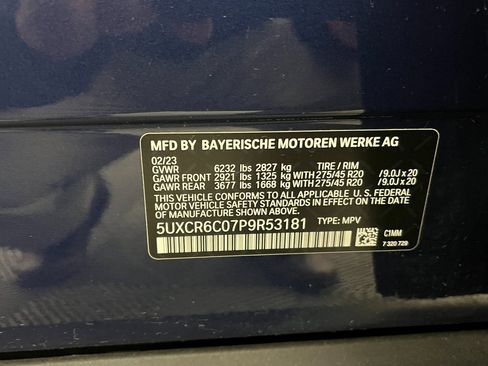 MFD BY BAYERISCHE MOTOREN WERKE AG
02/23
GVWR 6232 lbs 2827 kg TIRE / RIM
GAWR FRONT 2921 lbs 1325 kg WITH 275/45 R20 / 9.0J x 20
GAWR REAR 3677 lbs 1668 kg WITH 275/45 R20 / 9.0J x 20
THIS VEHICLE CONFORMS TO ALL APPLICABLE U. S. FEDERAL
MOTOR VEHICLE SAFETY STANDARDS IN EFFECT ON THE DATE
OF MANUFACTURE SHOWN ABOVE.
5UXCR6C07P9R53181 TYPE: MPV
C1MM
7 320 729